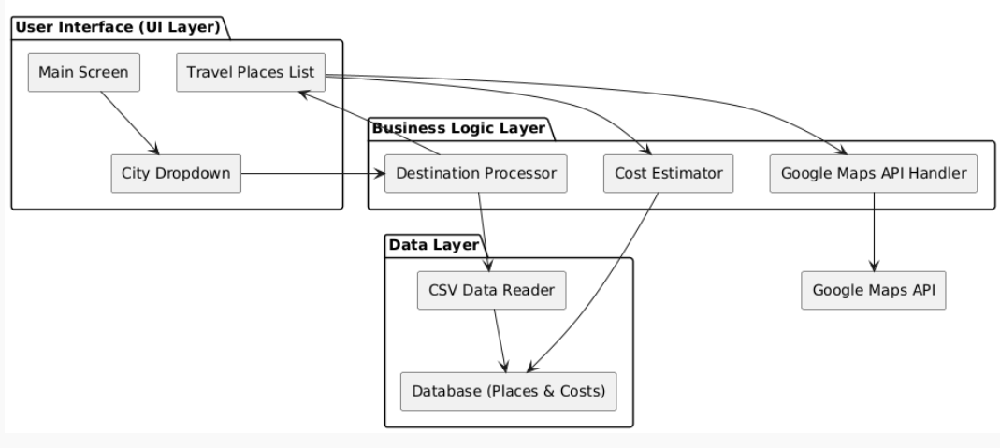 User Interface (UI Layer)
Main Screen
Travel Places List
City Dropdown
Business Logic Layer
Destination Processor
Cost Estimator
Google Maps API Handler
Data Layer
CSV Data Reader
Google Maps API
Database (Places & Costs)